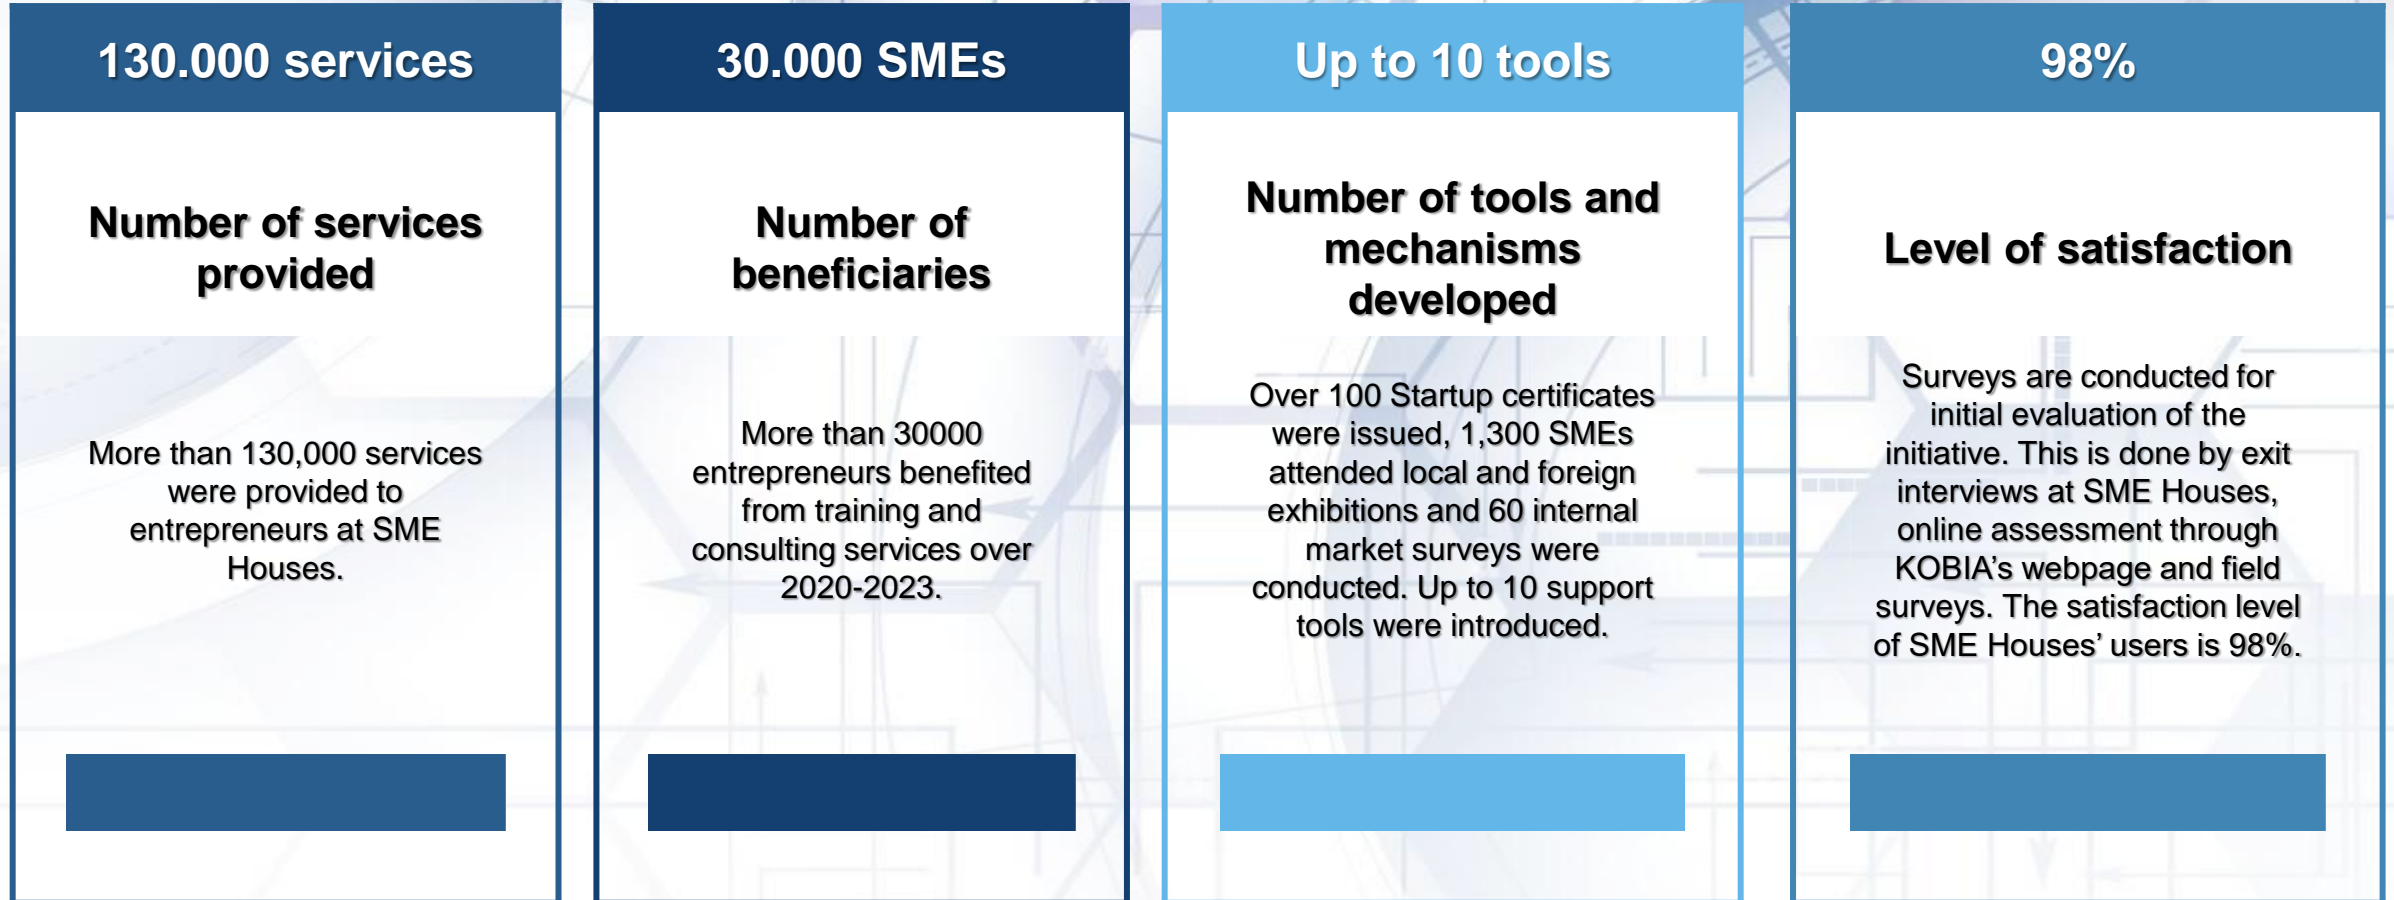 130.000 services
Number of services
provided
More than 130,000 services
were provided to
entrepreneurs at SME
Houses.
30.000 SMEs
Number of
beneficiaries
More than 30000
entrepreneurs benefited
from training and
consulting services over
2020-2023.
Up to 10 tools
Number of tools and
mechanisms
developed
Over 100 Startup certificates
were issued, 1,300 SMEs
attended local and foreign
exhibitions and 60 internal
market surveys were
conducted. Up to 10 support
tools were introduced.
98%
Level of satisfaction
Surveys are conducted for
initial evaluation of the
initiative. This is done by exit
interviews at SME Houses,
online assessment through
KOBIA’s webpage and field
surveys. The satisfaction level
of SME Houses’ users is 98%.